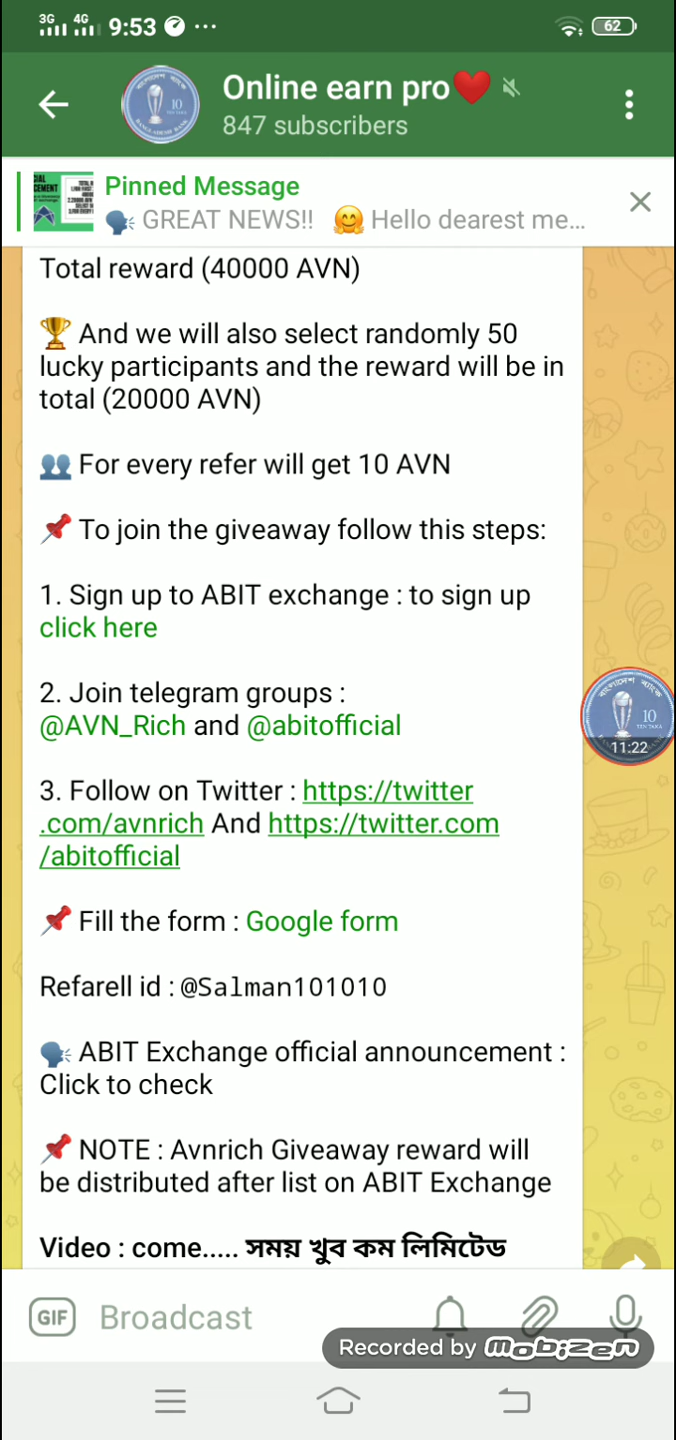 3G 4G 9:53 ... 62
Online earn pro
847 subscribers
Pinned Message
GREAT NEWS!! Hello dearest me...
Total reward (40000 AVN)
And we will also select randomly 50
lucky participants and the reward will be in
total (20000 AVN)
For every refer will get 10 AVN
To join the giveaway follow this steps:
1. Sign up to ABIT exchange : to sign up
click here
2. Join telegram groups :
@AVN_Rich and @abitofficial
10
11:22
3. Follow on Twitter : https://twitter
.com/avnrich And https://twitter.com
/abitofficial
Fill the form : Google form
Refarell id : @Salman101010
ABIT Exchange official announcement :
Click to check
NOTE : Avnrich Giveaway reward will
be distributed after list on ABIT Exchange
Video : come..... সময় খুব কম লিমিটেড
GIF Broadcast
Recorded by mobizen